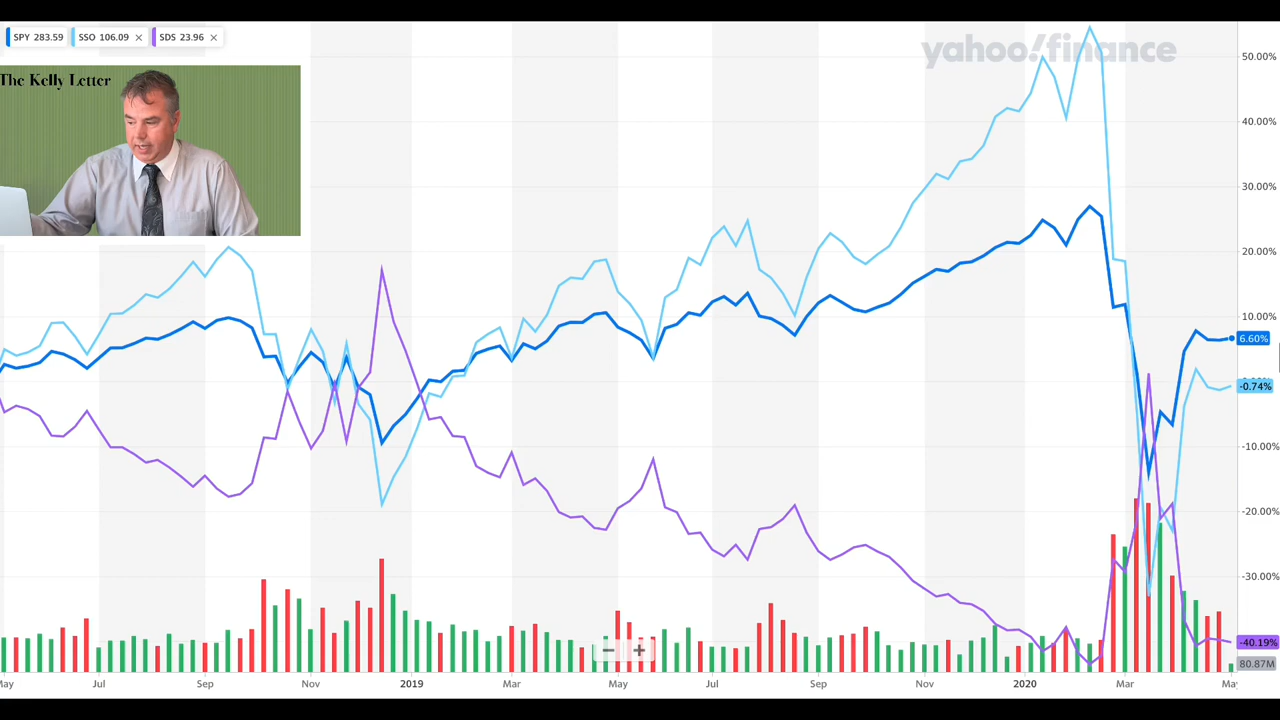 SPY 283.59 SSO 106.09 × SDS 23.96 ×
yahoo!finance
The Kelly Letter
50.00%
40.00%
30.00%
20.00%
10.00%
6.60%
-0.74%
-10.00%
-20.00%
-30.00%
-40.19%
80.87M
May Jul Sep Nov 2019 Mar May Jul Sep Nov 2020 Mar May